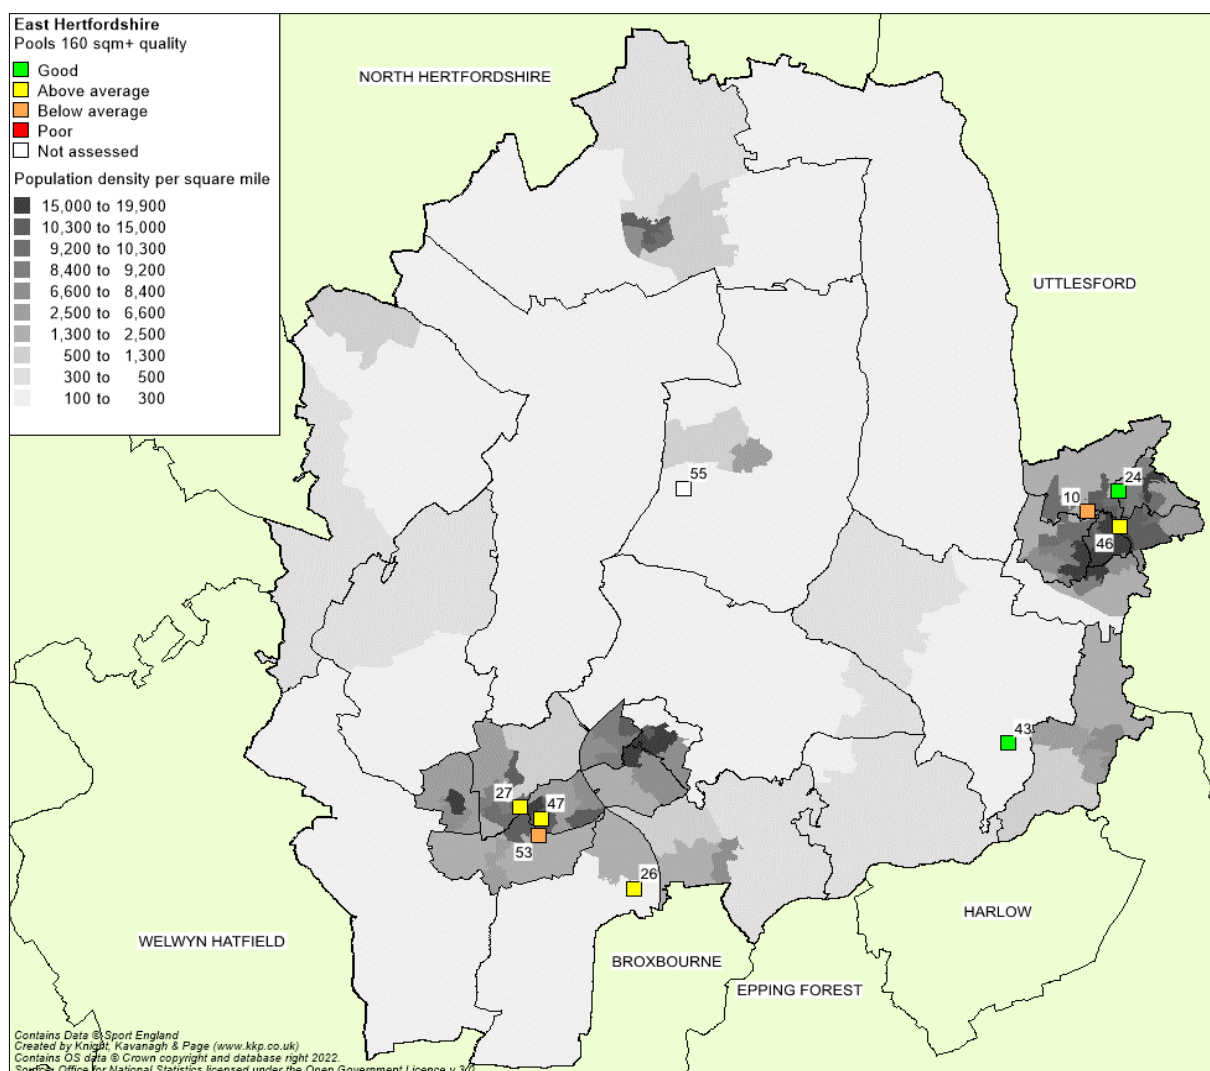 East Hertfordshire
Pools 160 sqm+ quality
Good
Above average
Below average
Poor
Not assessed
Population density per square mile
15,000 to 19,900
10,300 to 15,000
9,200 to 10,300
8,400 to 9,200
6,600 to 8,400
2,500 to 6,600
1,300 to 2,500
500 to 1,300
300 to 500
100 to 300
NORTH HERTFORDSHIRE
UTTLESFORD
55
24
10
46
43
27
47
53
26
HARLOW
WELWYN HATFIELD
BROXBOURNE
EPPING FOREST
Contains Data © Sport England
Created by Knight, Kavanagh & Page (www.kkp.co.uk)
Contains OS data © Crown copyright and database right 2022.
Source: Office for National Statistics licensed under the Open Government Licence v.3.0